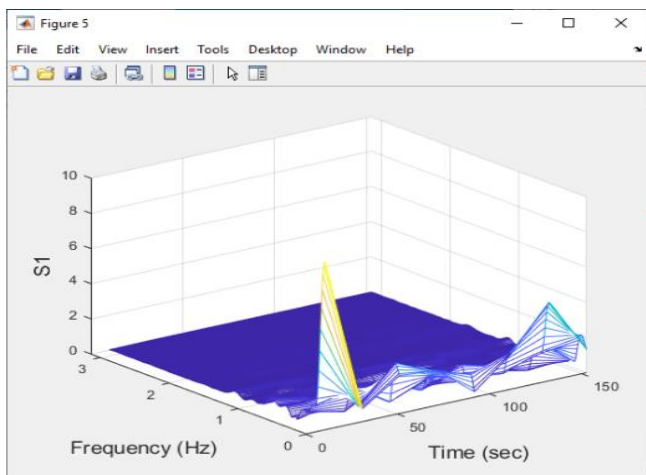 Figure 5
File Edit View Insert Tools Desktop Window Help
10
8
6
4
2
0
S1
3
2
1
0
Frequency (Hz)
0
50
100
150
Time (sec)